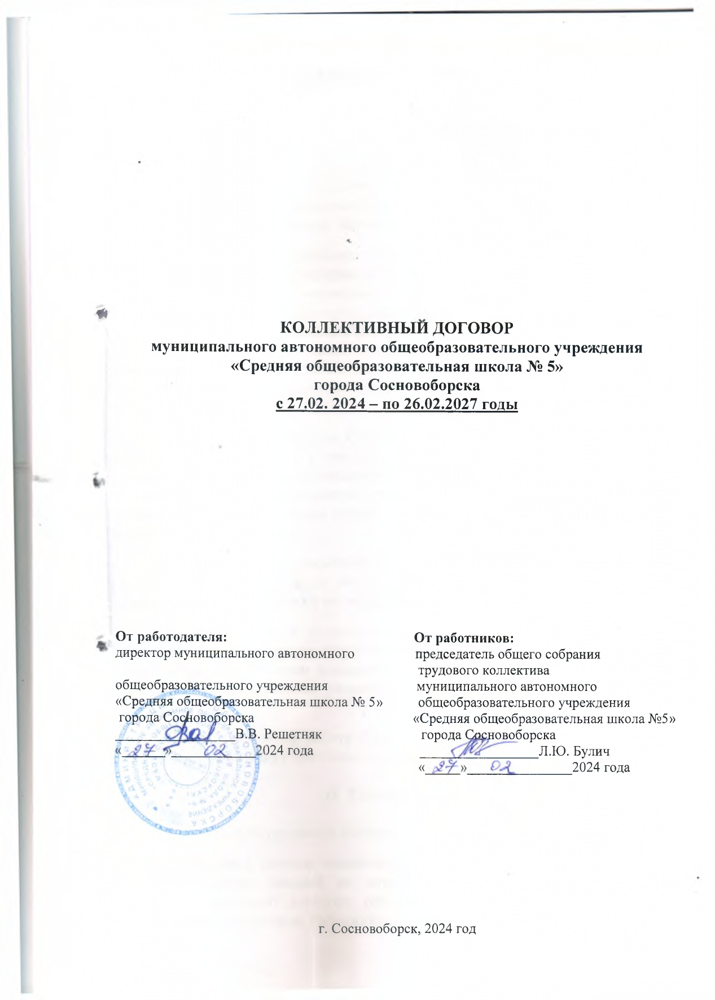 КОЛЛЕКТИВНЫЙ ДОГОВОР
муниципального автономного общеобразовательного учреждения
«Средняя общеобразовательная школа № 5»
города Сосновоборска
с 27.02. 2024 – по 26.02.2027 годы
От работодателя:
директор муниципального автономного
общеобразовательного учреждения
«Средняя общеобразовательная школа № 5»
города Сосновоборска
_________________В.В. Решетняк
«27»02 2024 года
От работников:
председатель общего собрания
трудового коллектива
муниципального автономного
общеобразовательного учреждения
«Средняя общеобразовательная школа №5»
города Сосновоборска
_________________Л.Ю. Булич
«27»02 2024 года
г. Сосновоборск, 2024 год